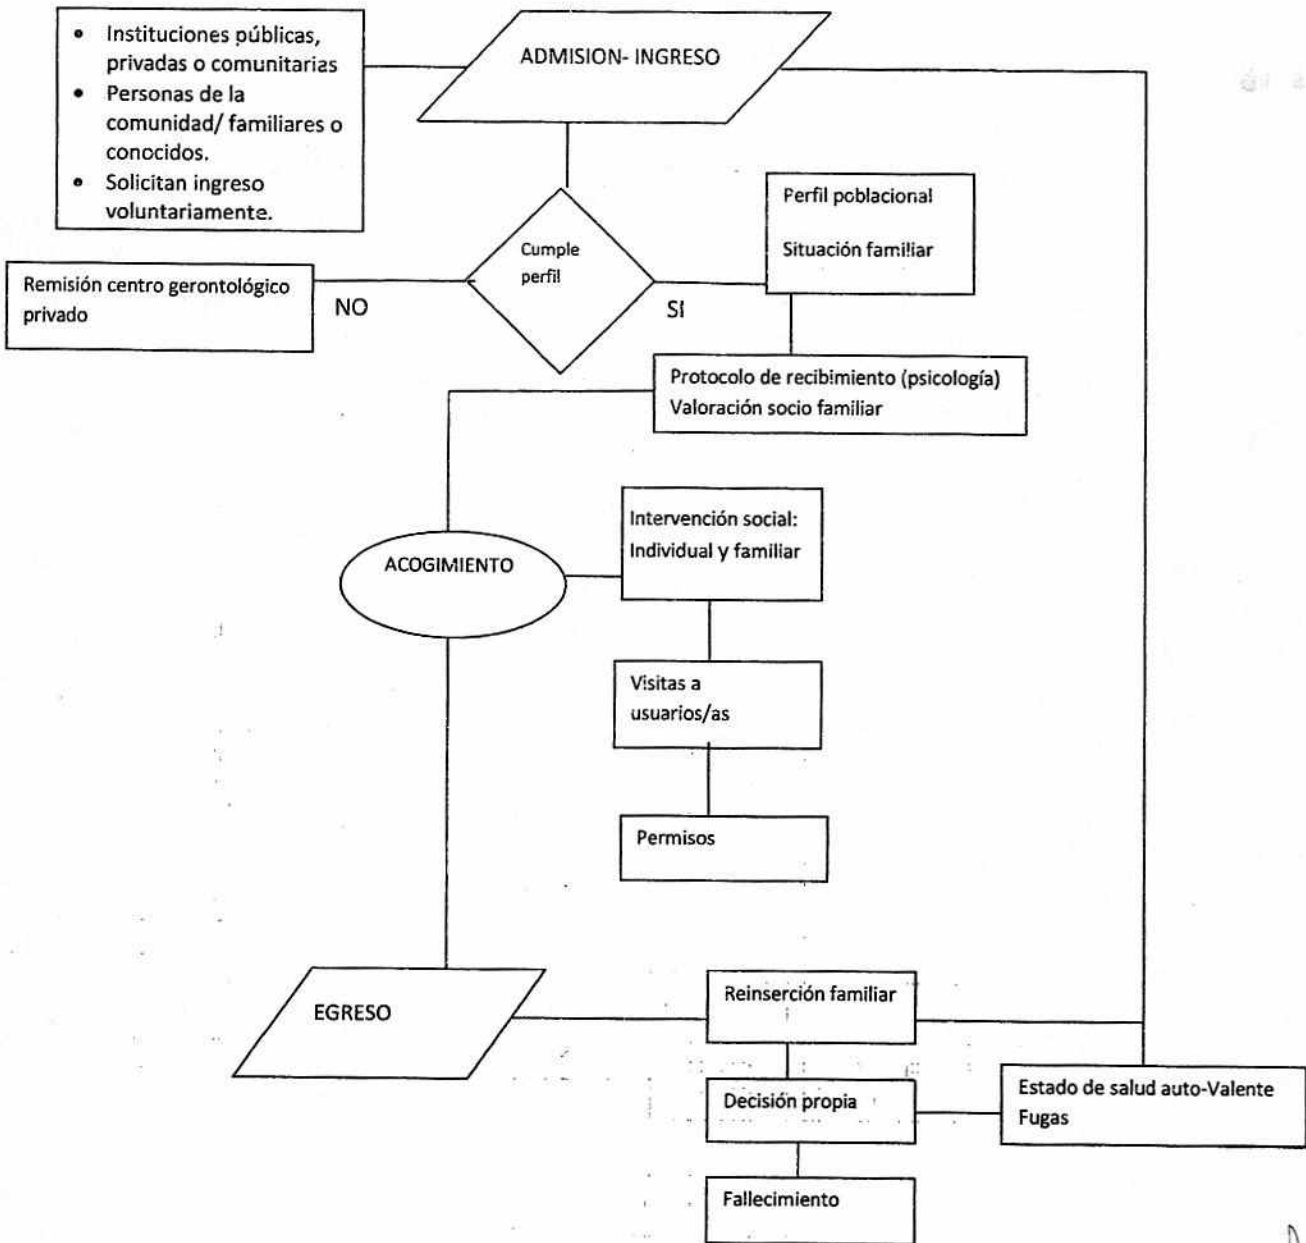 • Instituciones públicas,
privadas o comunitarias
• Personas de la
comunidad/ familiares o
conocidos.
• Solicitan ingreso
voluntariamente.
ADMISION- INGRESO
Cumple
perfil
Perfil poblacional
Situación familiar
Remisión centro gerontológico
privado
NO
SI
Protocolo de recibimiento (psicología)
Valoración socio familiar
ACOGIMIENTO
Intervención social:
Individual y familiar
Visitas a
usuarios/as
Permisos
EGRESO
Reinserción familiar
Decisión propia
Estado de salud auto-Valente
Fugas
Fallecimiento